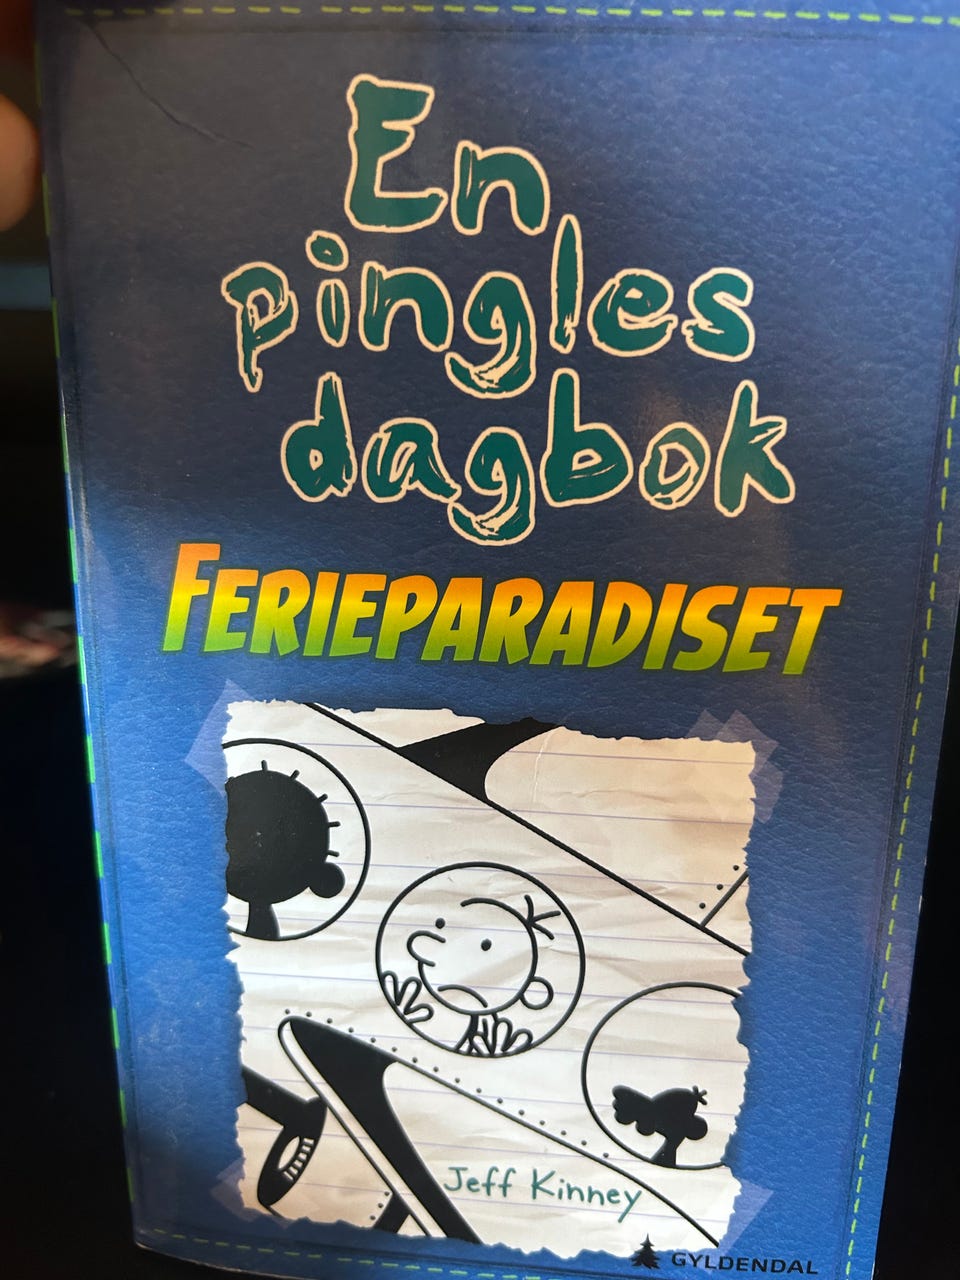 En
pingles
dagbok
FERIEPARADISET
Jeff Kinney
GYLDENDAL